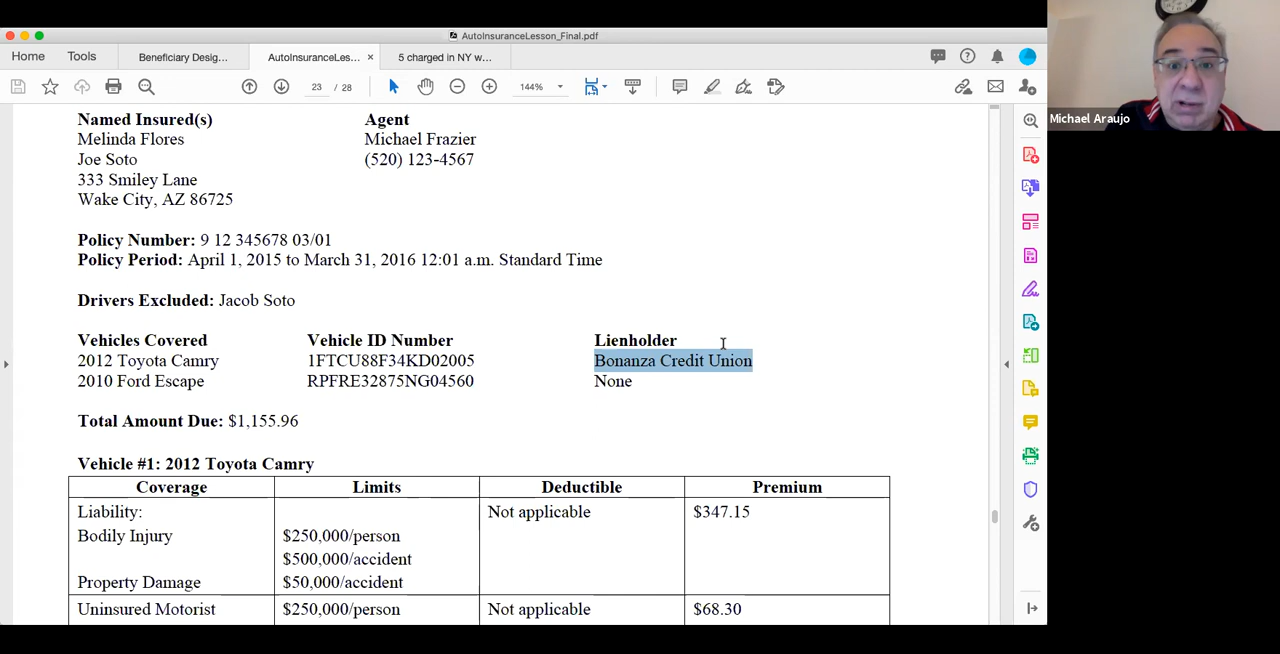 AutoInsuranceLesson_Final.pdf
Home Tools Beneficiary Desig... AutoInsuranceLes... × 5 charged in NY w...
23 / 28 144%
Michael Araujo
Named Insured(s) Agent
Melinda Flores Michael Frazier
Joe Soto (520) 123-4567
333 Smiley Lane
Wake City, AZ 86725
Policy Number: 9 12 345678 03/01
Policy Period: April 1, 2015 to March 31, 2016 12:01 a.m. Standard Time
Drivers Excluded: Jacob Soto
Vehicles Covered Vehicle ID Number Lienholder
2012 Toyota Camry 1FTCU88F34KD02005 Bonanza Credit Union
2010 Ford Escape RPFRE32875NG04560 None
Total Amount Due: $1,155.96
Vehicle #1: 2012 Toyota Camry
Coverage Limits Deductible Premium
Liability: Not applicable $347.15
Bodily Injury $250,000/person
$500,000/accident
Property Damage $50,000/accident
Uninsured Motorist $250,000/person Not applicable $68.30